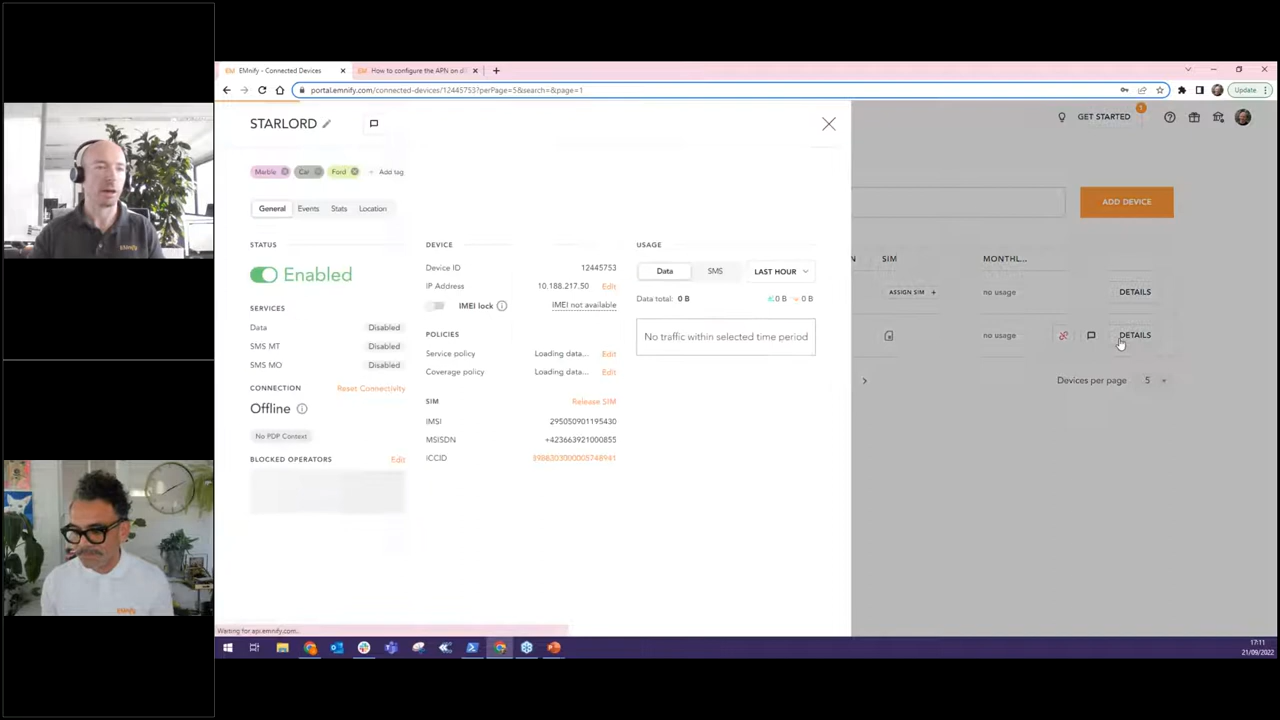 EMnify - Connected Devices
How to configure the APN on di
portal.emnify.com/connected-devices/12445753?perPage=5&search=&page=1
Update
STARLORD
GET STARTED
1
Marble
Car
Ford
+ Add tag
General
Events
Stats
Location
ADD DEVICE
STATUS
Enabled
SERVICES
Data Disabled
SMS MT Disabled
SMS MO Disabled
CONNECTION Reset Connectivity
Offline
No PDP Context
BLOCKED OPERATORS Edit
DEVICE
Device ID 12445753
IP Address 10.188.217.50 Edit
IMEI lock IMEI not available
POLICIES
Service policy Loading data... Edit
Coverage policy Loading data... Edit
SIM Release SIM
IMSI 295050901195430
MSISDN +423663921000855
ICCID
USAGE
Data
SMS
LAST HOUR
Data total: 0 B 0 B 0 B
No traffic within selected time period
N SIM MONTHL...
ASSIGN SIM + no usage DETAILS
no usage DETAILS
Devices per page 5
Waiting for api.emnify.com...
17:11
21/09/2022
EMnify
EMnify